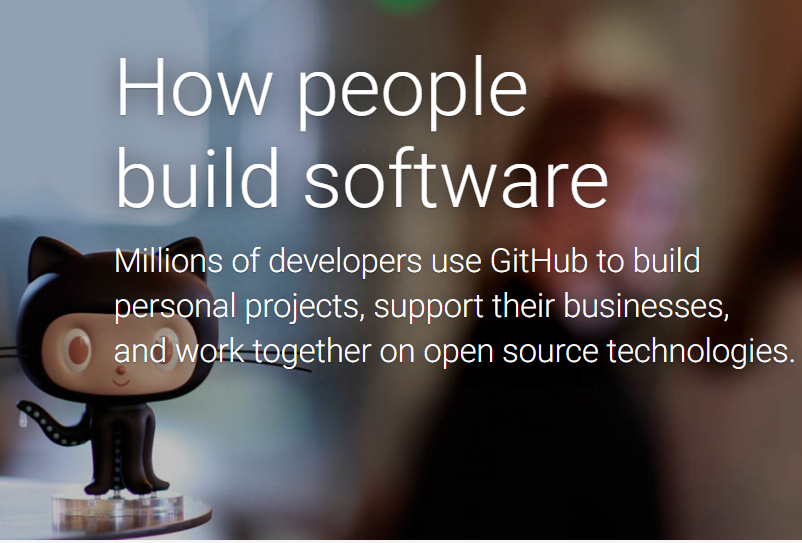 How people
build software
Millions of developers use GitHub to build
personal projects, support their businesses,
and work together on open source technologies.